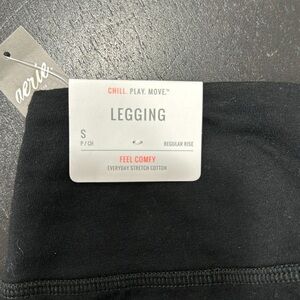 aerie.
CHILL. PLAY. MOVE.™
LEGGING
S
P / CH REGULAR RISE
FEEL COMFY
EVERYDAY STRETCH COTTON